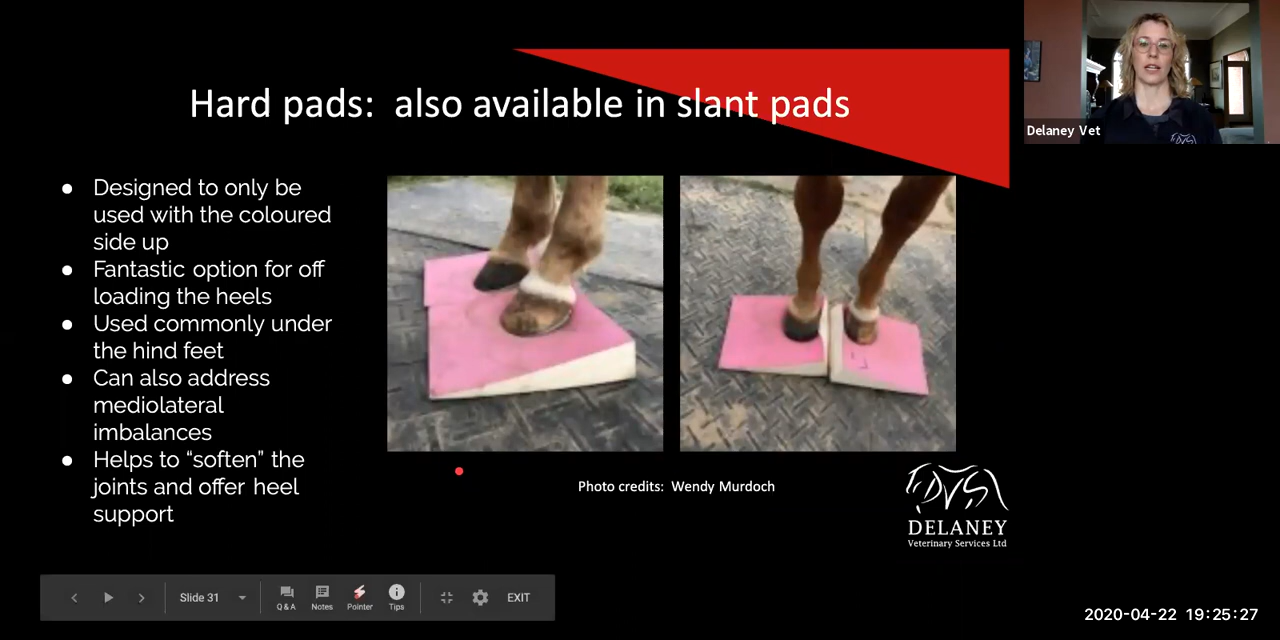 Hard pads:  also available in slant pads
Delaney Vet
● Designed to only be
used with the coloured
side up
● Fantastic option for off
loading the heels
● Used commonly under
the hind feet
● Can also address
mediolateral
imbalances
● Helps to “soften” the
joints and offer heel
support
Photo credits:  Wendy Murdoch
DVS
DELANEY
Veterinary Services Ltd
Slide 31
Q & A
Notes
Pointer
Tips
EXIT
2020-04-22 19:25:27